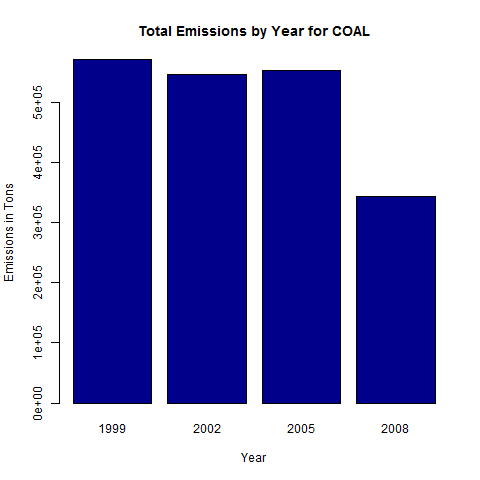 Total Emissions by Year for COAL
Emissions in Tons
5e+05
4e+05
3e+05
2e+05
1e+05
0e+00
1999 2002 2005 2008
Year